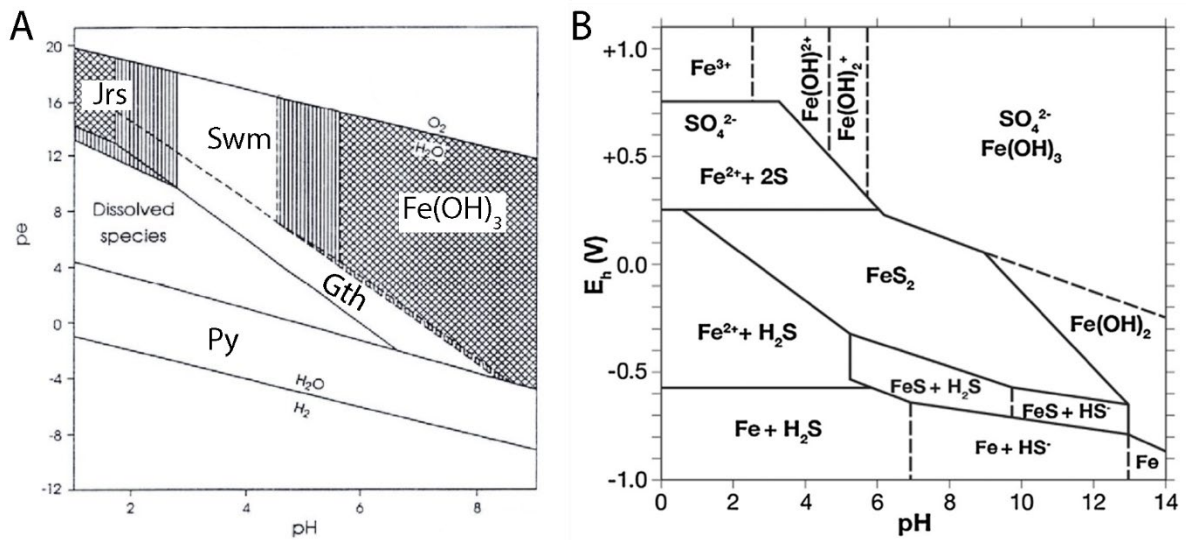 A
20
16
12
8
4
0
-4
-8
-12
pe
Jrs
Swm
O₂
H₂O
Fe(OH)₃
Dissolved
species
Gth
Py
H₂O
H₂
2
4
6
8
pH
B
+1.0
+0.5
0.0
-0.5
-1.0
Eₕ (V)
Fe³⁺
Fe(OH)²⁺
Fe(OH)₂⁺
SO₄²⁻
Fe(OH)₃
SO₄²⁻
Fe²⁺ + 2S
FeS₂
Fe(OH)₂
Fe²⁺ + H₂S
FeS + H₂S
FeS + HS⁻
Fe + H₂S
Fe + HS⁻
Fe
0
2
4
6
8
10
12
14
pH